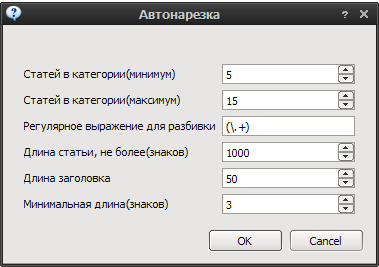 Автонарезка
Статей в категории(минимум) 5
Статей в категории(максимум) 15
Регулярное выражение для разбивки (\.+)
Длина статьи, не более(знаков) 1000
Длина заголовка 50
Минимальная длина(знаков) 3
OK Cancel